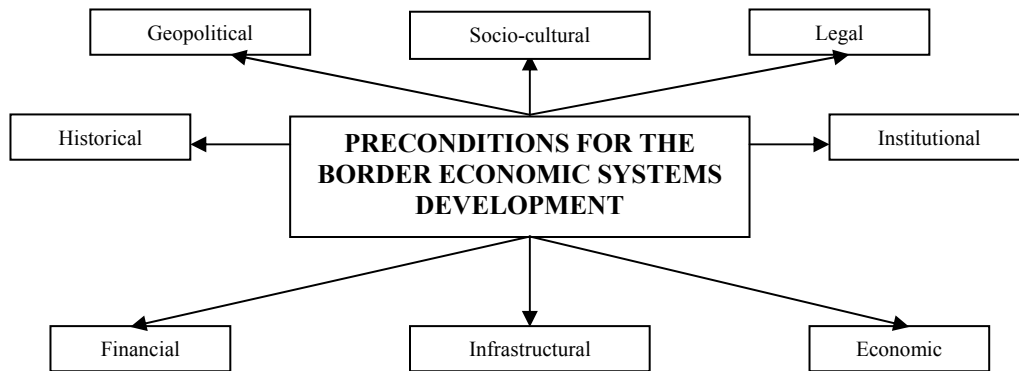 Geopolitical
Socio-cultural
Legal
Historical
PRECONDITIONS FOR THE
BORDER ECONOMIC SYSTEMS
DEVELOPMENT
Institutional
Financial
Infrastructural
Economic